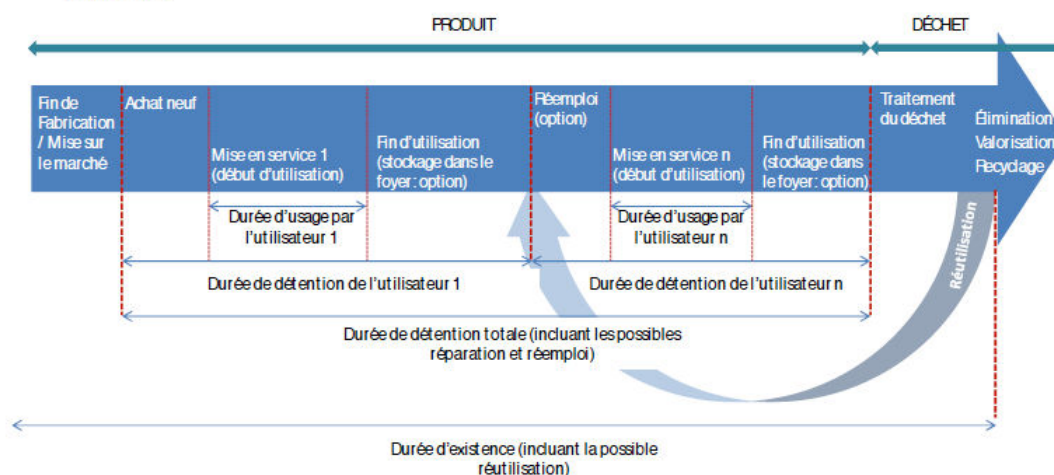 PRODUIT
DÉCHET
Fin de
Fabrication
/ Mise sur
le marché
Achat neuf
Mise en service 1
(début d'utilisation)
Fin d'utilisation
(stockage dans le
foyer: option)
Réemploi
(option)
Mise en service n
(début d'utilisation)
Fin d'utilisation
(stockage dans
le foyer: option)
Traitement
du déchet
Élimination
Valorisation
Recyclage
Durée d'usage par
l'utilisateur 1
Durée d'usage par
l'utilisateur n
Réutilisation
Durée de détention de l'utilisateur 1
Durée de détention de l'utilisateur n
Durée de détention totale (incluant les possibles
réparation et réemploi)
Durée d'existence (incluant la possible
réutilisation)